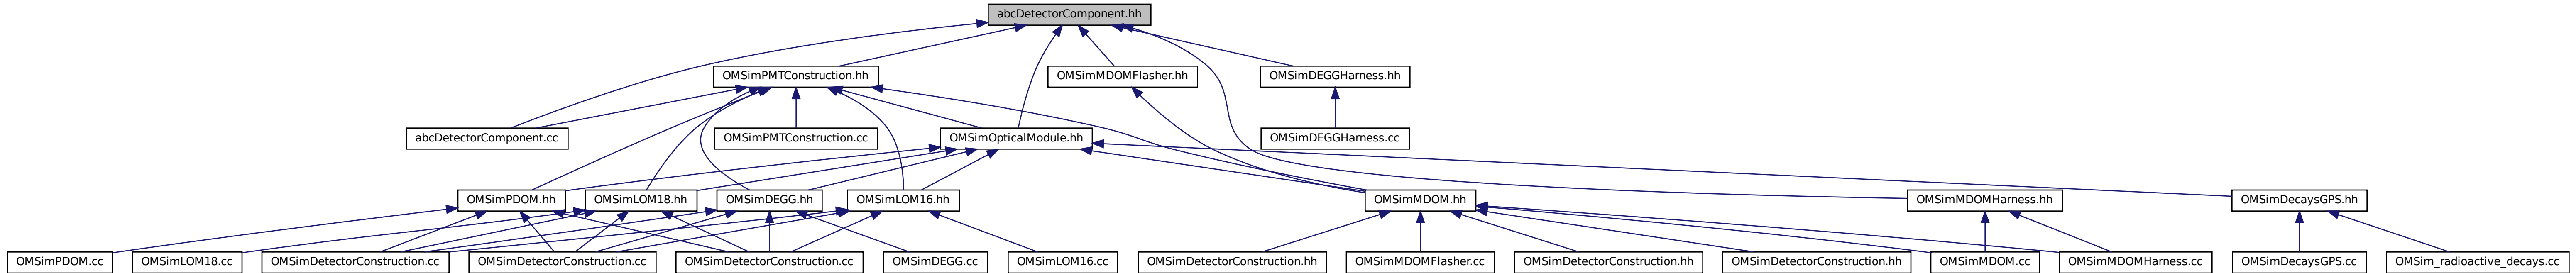 abcDetectorComponent.hh
OMSimPMTConstruction.hh
OMSimMDOMFlasher.hh
OMSimDEGGHarness.hh
abcDetectorComponent.cc
OMSimPMTConstruction.cc
OMSimOpticalModule.hh
OMSimDEGGHarness.cc
OMSimPDOM.hh
OMSimLOM18.hh
OMSimDEGG.hh
OMSimLOM16.hh
OMSimMDOM.hh
OMSimMDOMHarness.hh
OMSimDecaysGPS.hh
OMSimPDOM.cc
OMSimLOM18.cc
OMSimDetectorConstruction.cc
OMSimDetectorConstruction.cc
OMSimDetectorConstruction.cc
OMSimDEGG.cc
OMSimLOM16.cc
OMSimDetectorConstruction.hh
OMSimMDOMFlasher.cc
OMSimDetectorConstruction.hh
OMSimDetectorConstruction.hh
OMSimMDOM.cc
OMSimMDOMHarness.cc
OMSimDecaysGPS.cc
OMSim_radioactive_decays.cc